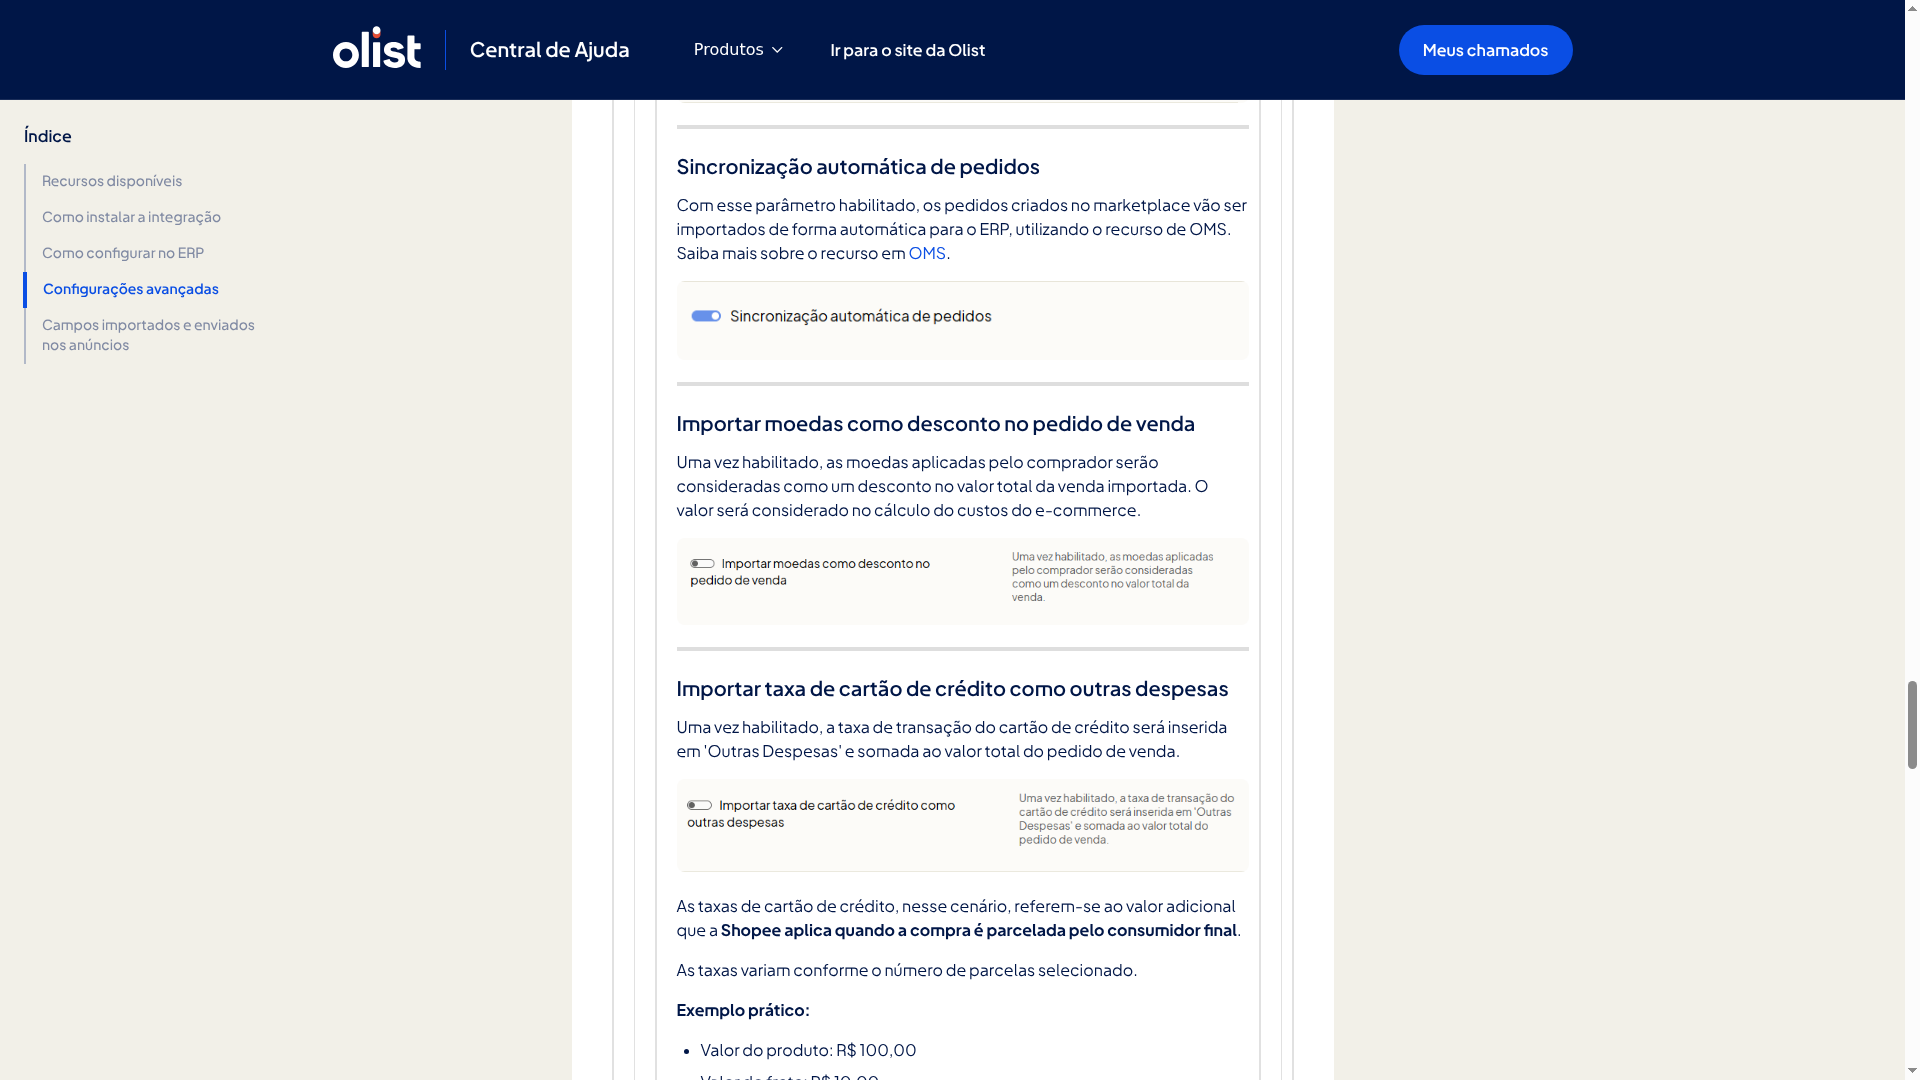 olist
Central de Ajuda
Produtos
Ir para o site da Olist
Meus chamados
Índice
Recursos disponíveis
Como instalar a integração
Como configurar no ERP
Configurações avançadas
Campos importados e enviados
nos anúncios
Sincronização automática de pedidos
Com esse parâmetro habilitado, os pedidos criados no marketplace vão ser
importados de forma automática para o ERP, utilizando o recurso de OMS.
Saiba mais sobre o recurso em OMS.
Sincronização automática de pedidos
Importar moedas como desconto no pedido de venda
Uma vez habilitado, as moedas aplicadas pelo comprador serão
consideradas como um desconto no valor total da venda importada. O
valor será considerado no cálculo do custos do e-commerce.
Importar moedas como desconto no
pedido de venda
Uma vez habilitado, as moedas aplicadas
pelo comprador serão consideradas
como um desconto no valor total da
venda.
Importar taxa de cartão de crédito como outras despesas
Uma vez habilitado, a taxa de transação do cartão de crédito será inserida
em 'Outras Despesas' e somada ao valor total do pedido de venda.
Importar taxa de cartão de crédito como
outras despesas
Uma vez habilitado, a taxa de transação do
cartão de crédito será inserida em 'Outras
Despesas' e somada ao valor total do
pedido de venda.
As taxas de cartão de crédito, nesse cenário, referem-se ao valor adicional
que a Shopee aplica quando a compra é parcelada pelo consumidor final.
As taxas variam conforme o número de parcelas selecionado.
Exemplo prático:
• Valor do produto: R$ 100,00
Valor do frete: R$ 10,00